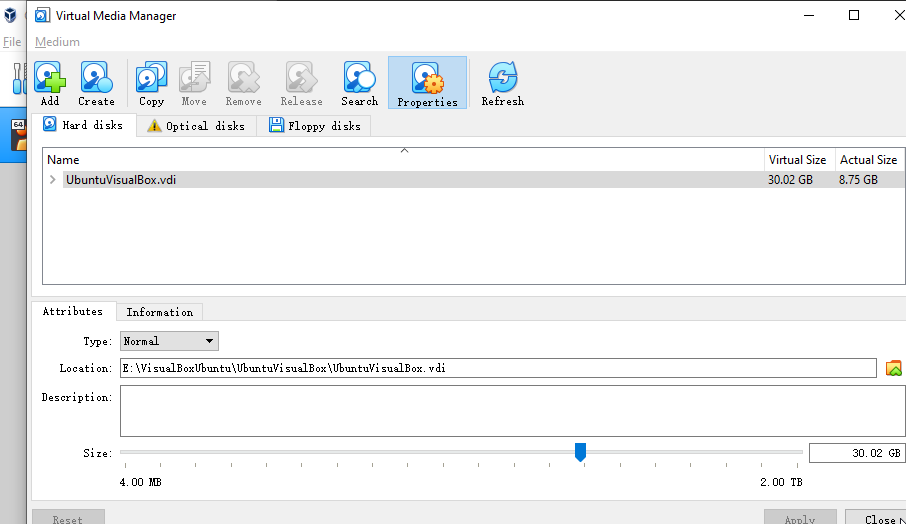 Virtual Media Manager
File
Medium
Add Create Copy Move Remove Release Search Properties Refresh
64
Hard disks Optical disks Floppy disks
Name Virtual Size Actual Size
UbuntuVisualBox.vdi 30.02 GB 8.75 GB
Attributes Information
Type: Normal
Location: E:\VisualBoxUbuntu\UbuntuVisualBox\UbuntuVisualBox.vdi
Description:
Size: 30.02 GB
4.00 MB 2.00 TB
Reset Apply Close